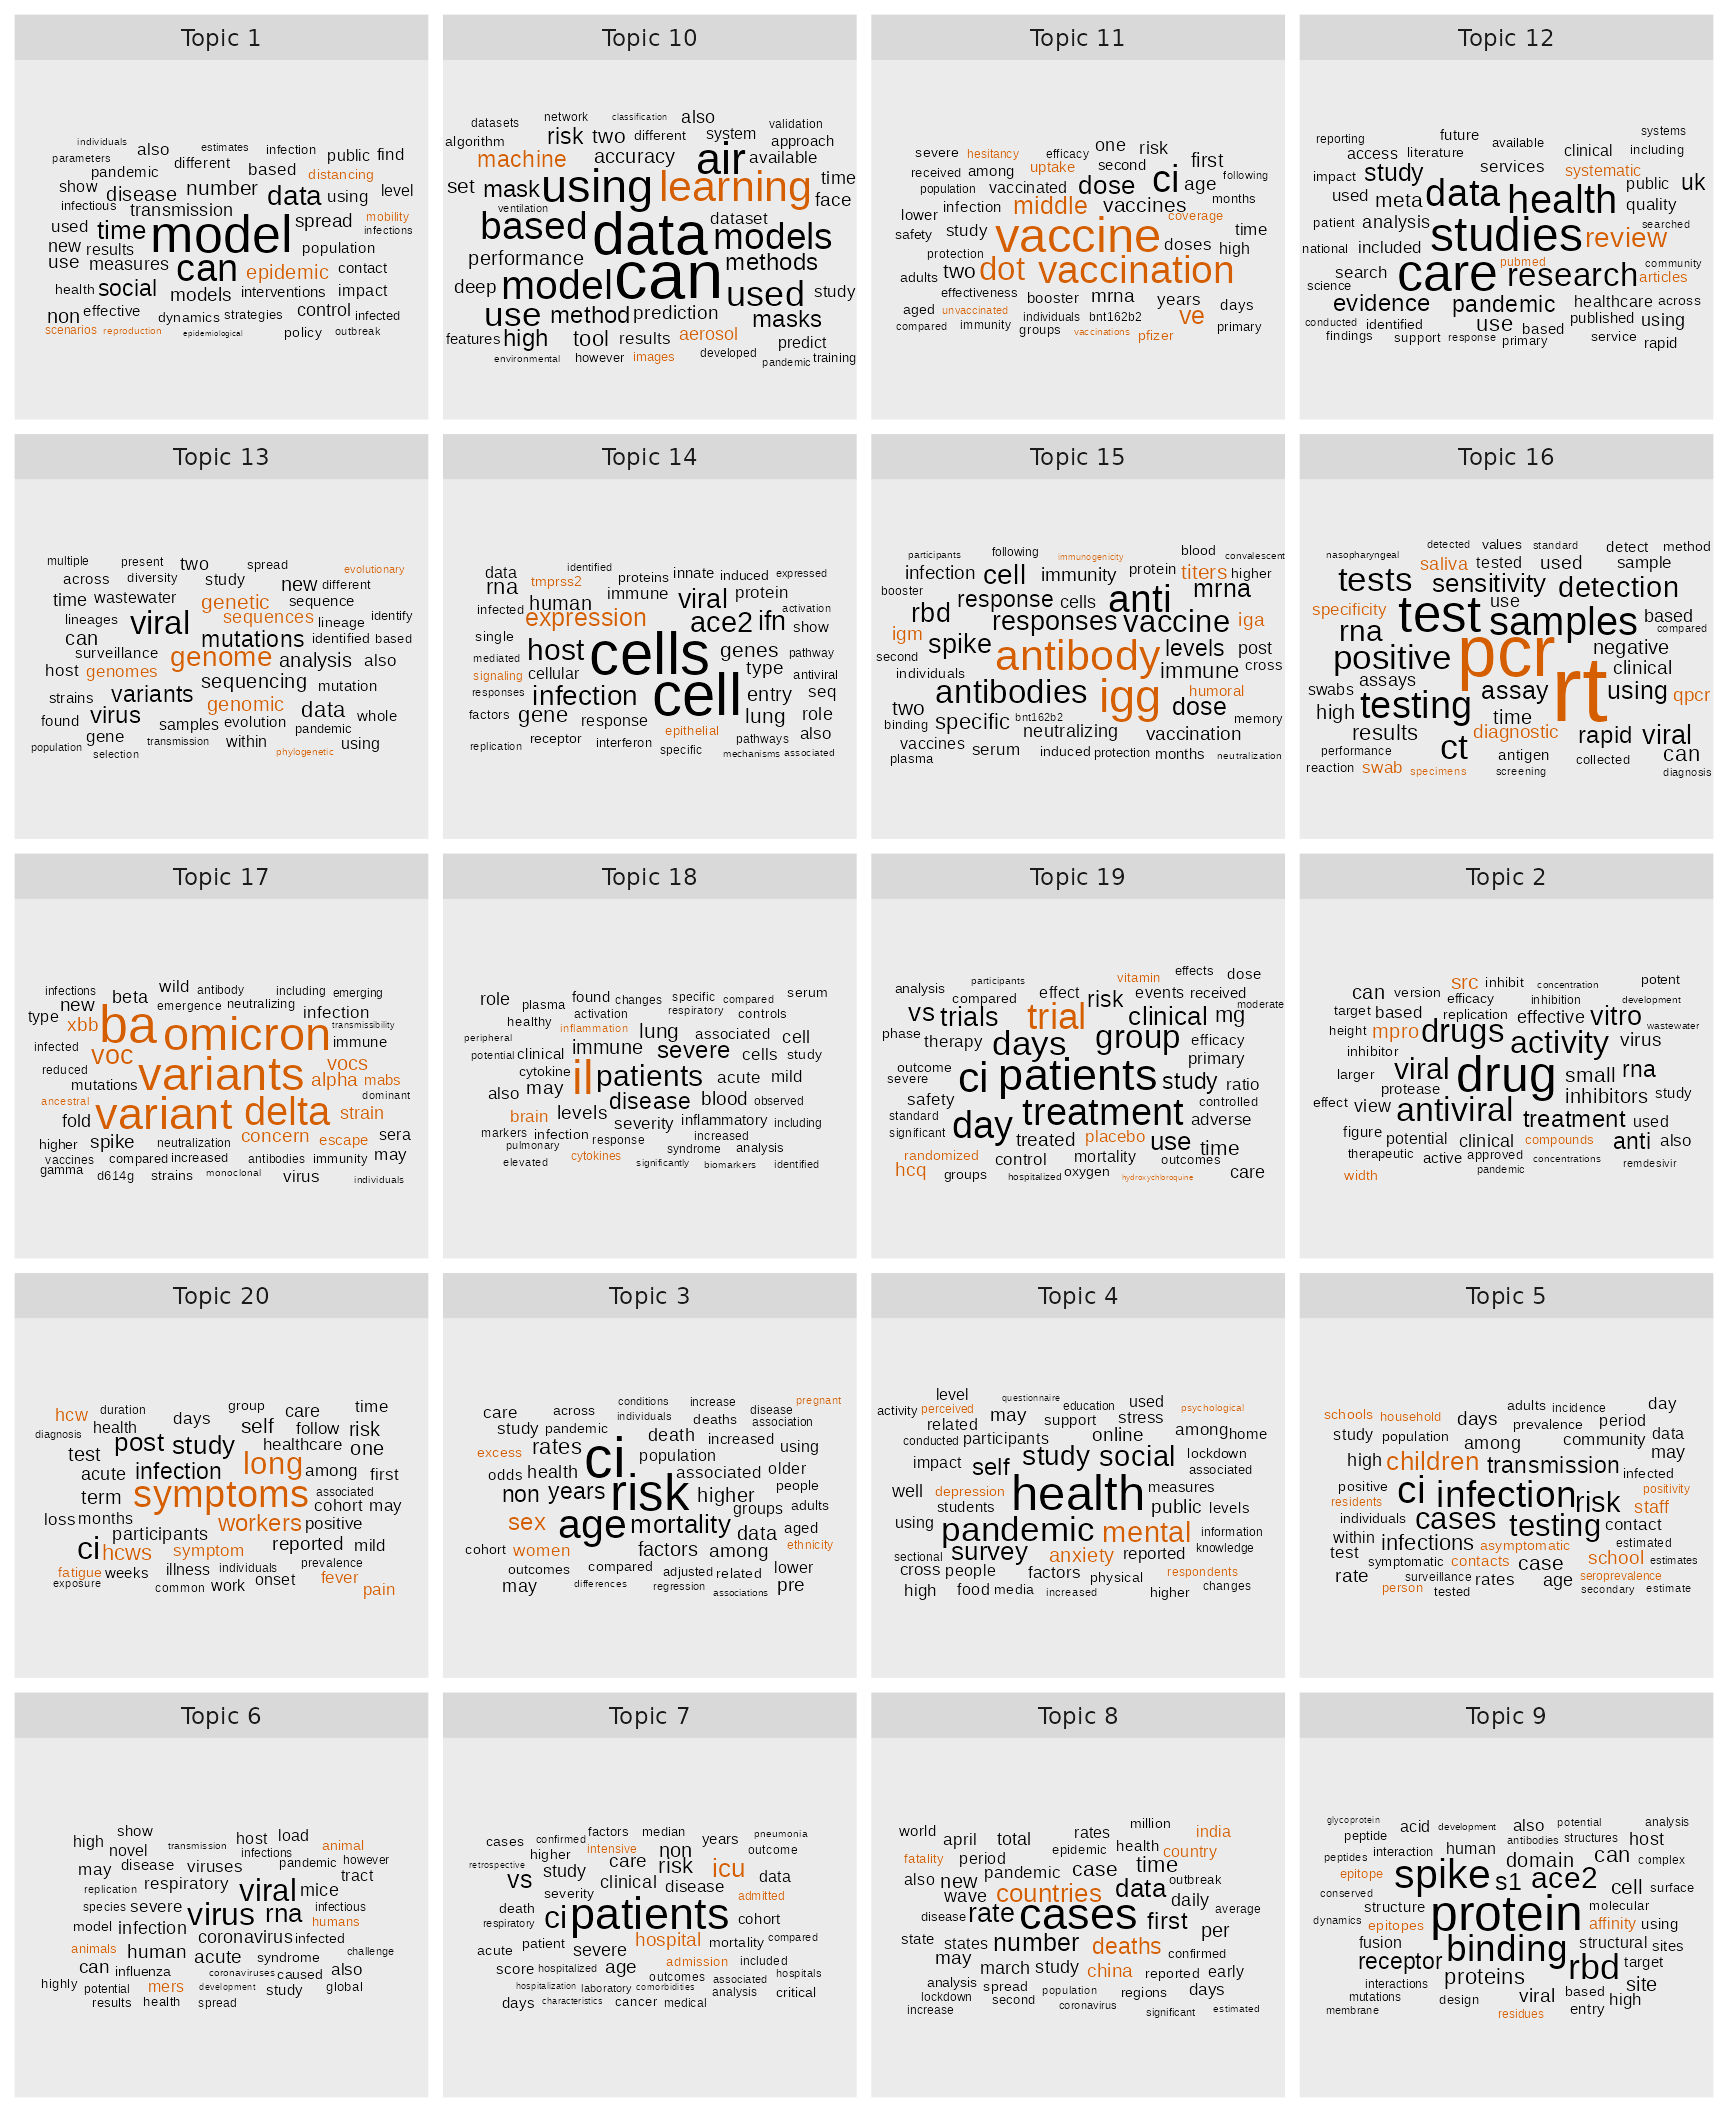 Topic 1
individuals also estimates infection public find
parameters pandemic different based distancing
show disease number data using level
infectious transmission spread mobility
used time model infections
new results population
use measures can epidemic contact
health social models interventions impact
non effective dynamics strategies control infected
scenarios reproduction epidemiological policy outbreak
Topic 10
datasets network classification also validation
algorithm risk two different system approach
machine accuracy air available
set mask using learning time
ventilation face
based data dataset models
performance methods
deep model can used study
use method prediction masks
features high tool results aerosol predict
environmental however images developed pandemic training
Topic 11
severe hesitancy efficacy one risk first
received among uptake second ci following
population vaccinated dose age months
lower infection middle vaccines coverage
safety study vaccine time
protection doses high
adults two dot vaccination
effectiveness booster mrna years days
aged unvaccinated individuals bnt162b2 ve
compared immunity groups vaccinations pfizer primary
Topic 12
reporting future available systems
access literature clinical including
impact study services systematic
used meta data health public uk
quality
patient analysis studies searched
national included review
search care pubmed community
science research articles
evidence pandemic healthcare across
conducted identified use based published using
findings support response primary service rapid
Topic 13
multiple present two spread evolutionary
across diversity study new different
time wastewater genetic sequence
lineages viral sequences lineage identify
can mutations identified based
surveillance genome analysis also
host genomes sequencing mutation
strains variants genomic data whole
found virus samples evolution pandemic
gene within using
population selection transmission phylogenetic
Topic 14
data identified innate induced expressed
rna tmprss2 proteins immune viral protein
infected human expression ace2 ifn activation
single show
mediated host cells genes pathway
signaling cellular type antiviral
responses infection cell entry seq
factors gene response lung role
receptor interferon epithelial pathways also
replication specific mechanisms associated
Topic 15
participants following immunogenicity blood convalescent
infection cell immunity protein titers higher
booster response cells anti mrna
rbd responses vaccine iga
igm spike levels post
second antibody immune cross
individuals antibodies igg humoral
two dose
binding specific bnt162b2 neutralizing vaccination memory
vaccines serum induced protection months neutralization
plasma
Topic 16
nasopharyngeal detected values standard detect method
tests saliva tested used sample
sensitivity detection
specificity test use samples based
rna compared
positive pcr negative
assays clinical
swabs testing assay rt using qpcr
high time
results ct diagnostic rapid viral
performance antigen collected can
reaction swab specimens screening diagnosis
Topic 17
infections wild antibody including emerging
new beta emergence neutralizing infection
type xbb ba omicron transmissibility
infected voc immune
reduced variants vocs
mutations alpha mabs
ancestral variant delta dominant
fold strain
higher spike neutralization concern escape sera
vaccines compared increased antibodies immunity may
gamma d614g strains monoclonal virus individuals
Topic 18
role plasma found changes specific compared serum
healthy activation respiratory controls
peripheral inflammation lung associated cell
potential clinical immune severe cells study
cytokine il patients acute mild
also may disease blood observed
brain levels severity inflammatory including
markers infection response increased
pulmonary cytokines syndrome analysis
elevated significantly biomarkers identified
Topic 19
analysis participants vitamin effects dose
compared effect risk events received
vs trials trial clinical mg moderate
phase therapy days group efficacy
primary
outcome ci patients study ratio
severe
safety controlled
standard day treatment adverse
significant treated placebo use time
randomized control mortality outcomes
hcq groups hospitalized oxygen hydroxychloroquine care
Topic 2
src inhibit concentration potent
can version efficacy inhibition development
target based replication effective vitro
height mpro drugs activity virus wastewater
inhibitor
larger viral drug small rna
protease inhibitors study
effect view antiviral treatment used
figure potential clinical compounds anti also
therapeutic active approved concentrations remdesivir
width pandemic
Topic 20
hcw duration group care time
diagnosis health days self follow risk
test post study healthcare one
acute infection long among first
term symptoms associated
cohort may
loss months workers positive
participants
ci hcws symptom reported mild
fatigue weeks illness individuals prevalence
exposure common work onset fever pain
Topic 3
conditions increase disease pregnant
care across individuals deaths association
study pandemic death increased
excess rates ci population using
odds health associated older
non years risk higher people
groups adults
sex age mortality data aged
cohort women factors among ethnicity
outcomes compared adjusted related lower
may differences regression associations pre
Topic 4
level questionnaire education used psychological
activity perceived may support stress
related online among home
conducted participants study social lockdown
impact self associated
well depression health measures
students public levels
using pandemic mental information
sectional survey anxiety reported knowledge
cross people factors physical respondents
high food media increased higher changes
Topic 5
schools household adults incidence day
study population days prevalence period data
among community may
high children transmission infected
positive ci infection risk positivity
residents staff
individuals cases testing contact
within infections asymptomatic estimated
test symptomatic contacts case school estimates
rate surveillance rates age seroprevalence
person tested secondary estimate
Topic 6
show transmission host load animal
high novel infections
may disease viruses pandemic however
replication respiratory viral mice tract
species severe virus rna infectious
model infection humans
coronavirus infected
animals human acute syndrome challenge
can influenza coronaviruses caused also
highly potential mers development study global
results health spread
Topic 7
cases confirmed factors median years pneumonia
higher intensive non outcome
retrospective vs study care risk icu data
clinical disease
severity admitted
death ci patients cohort
respiratory
acute patient severe hospital mortality compared
score hospitalized age admission included
hospitalization laboratory outcomes associated hospitals
comorbidities analysis critical
days characteristics cancer medical
Topic 8
world april total rates million india
fatality period epidemic health country
also new pandemic case time outbreak
wave countries data daily
disease rate cases first average
state states number deaths per
may march study china confirmed
analysis spread population reported early
lockdown second regions days
increase coronavirus significant estimated
Topic 9
glycoprotein acid development also potential analysis
peptide antibodies structures host
peptides interaction human domain can complex
epitope spike s1 ace2 cell surface
conserved
structure protein molecular
dynamics epitopes affinity using
fusion binding structural sites
receptor rbd target
interactions proteins site
mutations design viral based high
membrane residues entry